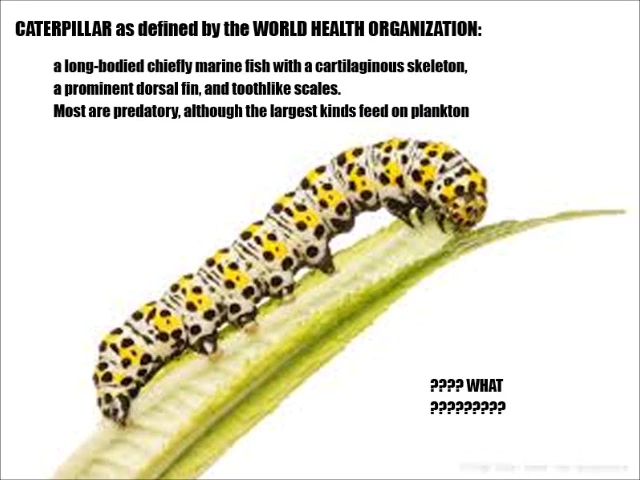 CATERPILLAR as defined by the WORLD HEALTH ORGANIZATION:
a long-bodied chiefly marine fish with a cartilaginous skeleton,
a prominent dorsal fin, and toothlike scales.
Most are predatory, although the largest kinds feed on plankton
???? WHAT
?????????